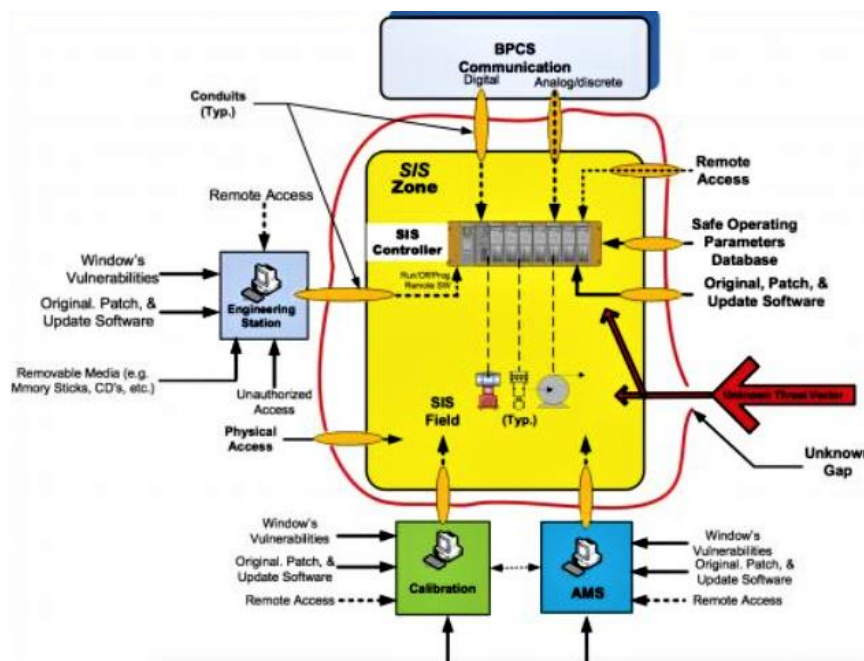 BPCS
Communication
Digital
Analog/discrete
Conduits
(Typ.)
SIS
Zone
Remote
Access
Remote Access
SIS
Controller
Safe Operating
Parameters
Database
Window's
Vulnerabilities
Run/Off/Prog
Remote SW
Original, Patch, &
Update Software
Original. Patch, &
Update Software
Engineering
Station
Removable Media (e.g.
Mmory Sticks, CD's, etc.)
Unauthorized
Access
Unknown Threat Vector
SIS
Field
(Typ.)
Physical
Access
Unknown
Gap
Window's
Vulnerabilities
Original. Patch, &
Update Software
Remote Access
Calibration
AMS
Window's
Vulnerabilities
Original. Patch, &
Update Software
Remote Access